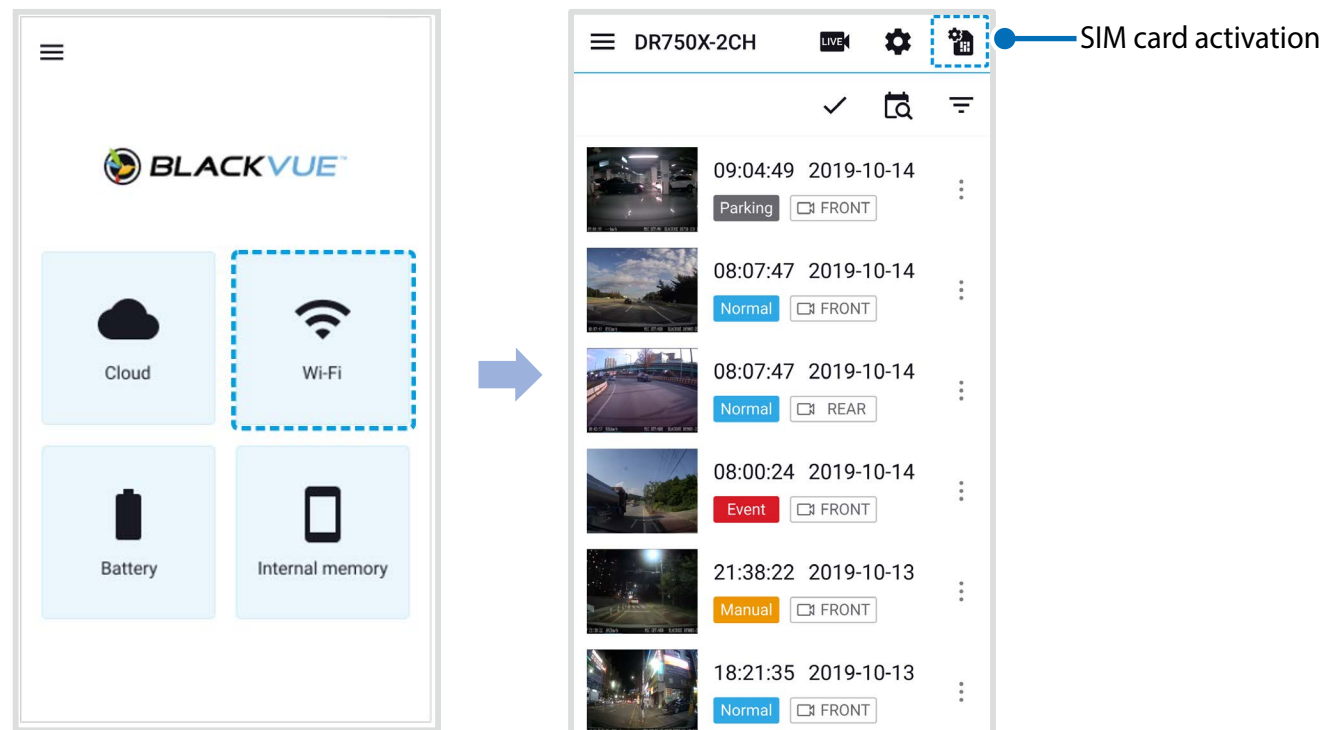 BLACKVUE™
Cloud
Wi-Fi
Battery
Internal memory
DR750X-2CH
LIVE
SIM card activation
09:04:49 2019-10-14
Parking FRONT
08:07:47 2019-10-14
Normal FRONT
08:07:47 2019-10-14
Normal REAR
08:00:24 2019-10-14
Event FRONT
21:38:22 2019-10-13
Manual FRONT
18:21:35 2019-10-13
Normal FRONT